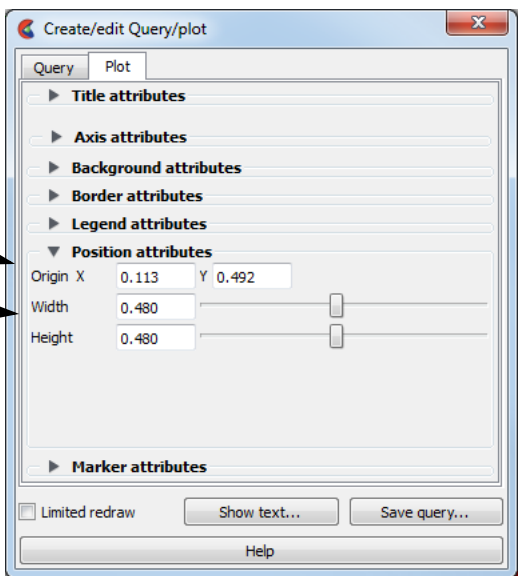 Create/edit Query/plot
Query Plot
Title attributes
Axis attributes
Background attributes
Border attributes
Legend attributes
Position attributes
Origin X 0.113 Y 0.492
Width 0.480
Height 0.480
Marker attributes
Limited redraw Show text... Save query...
Help